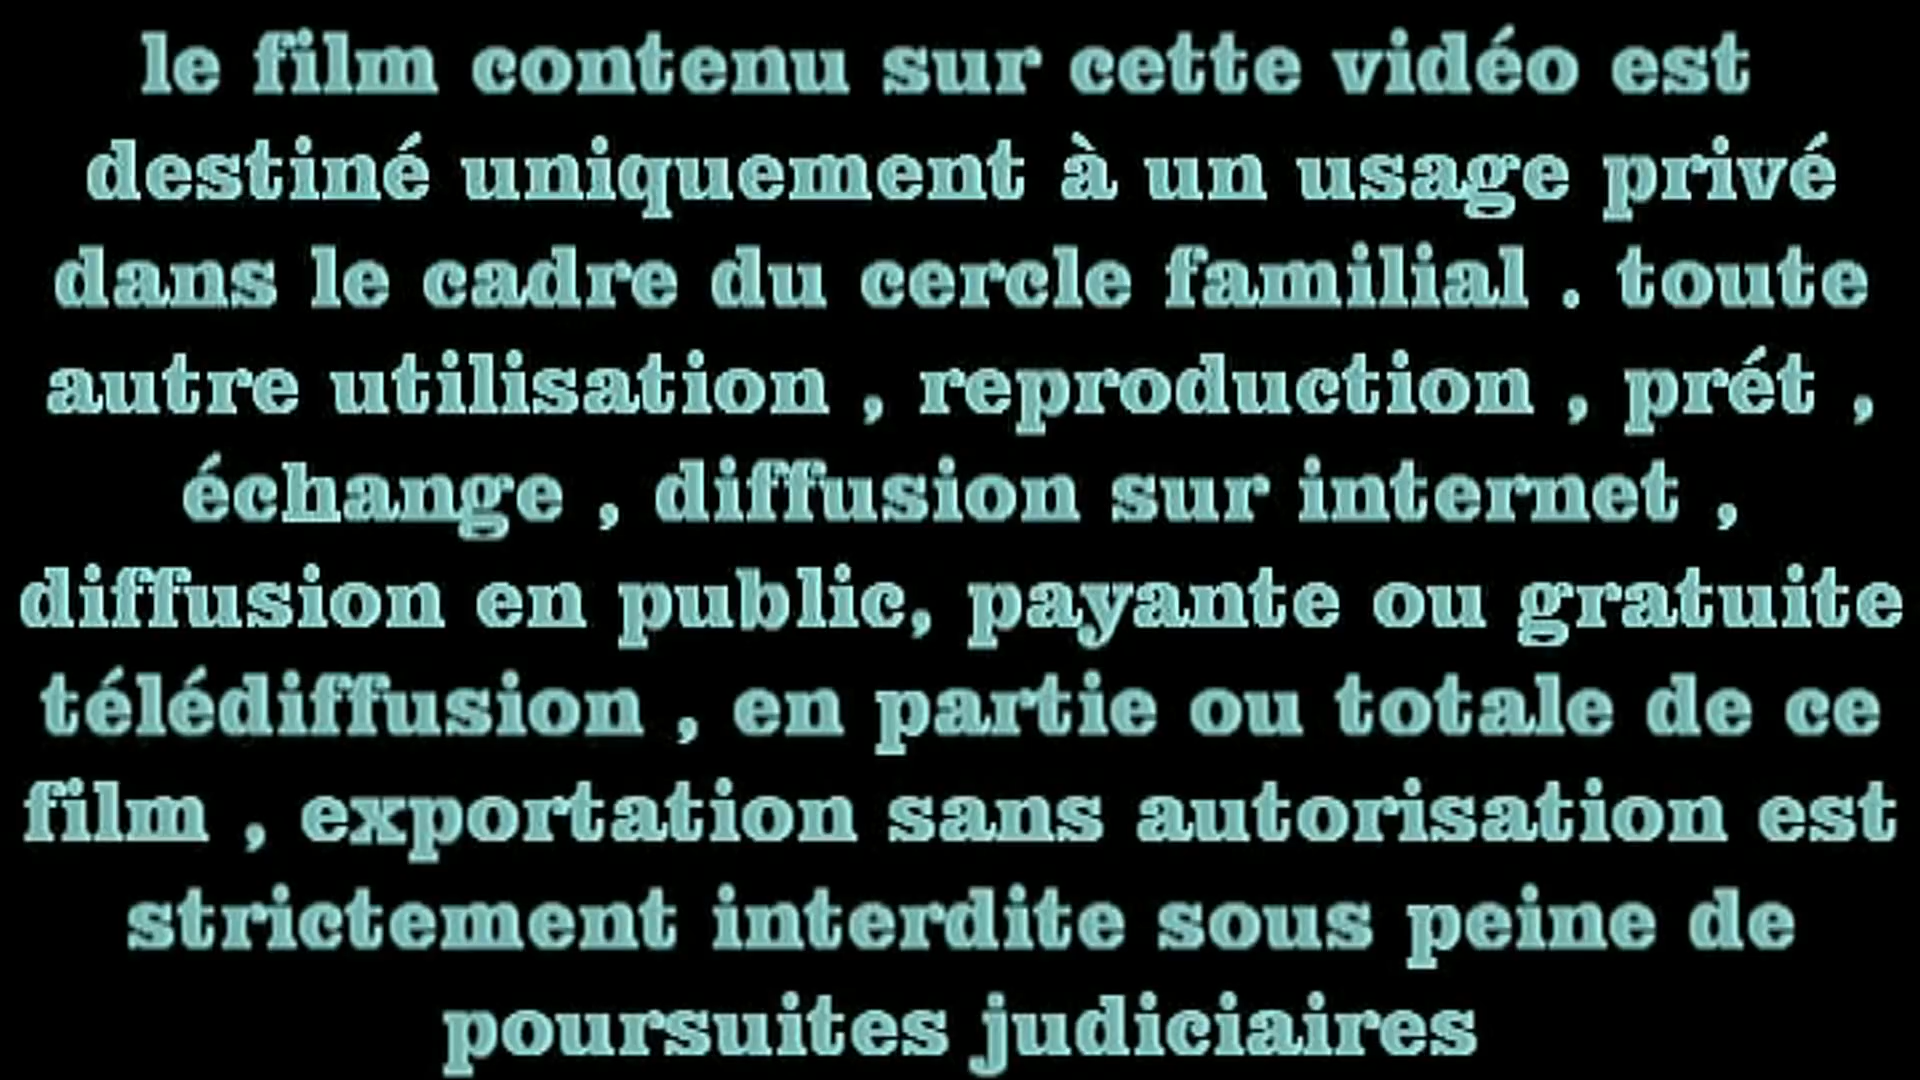 le film contenu sur cette vidéo est
destiné uniquement à un usage privé
dans le cadre du cercle familial . toute
autre utilisation , reproduction , prét ,
échange , diffusion sur internet ,
diffusion en public, payante ou gratuite
télédiffusion , en partie ou totale de ce
film , exportation sans autorisation est
strictement interdite sous peine de
poursuites judiciaires